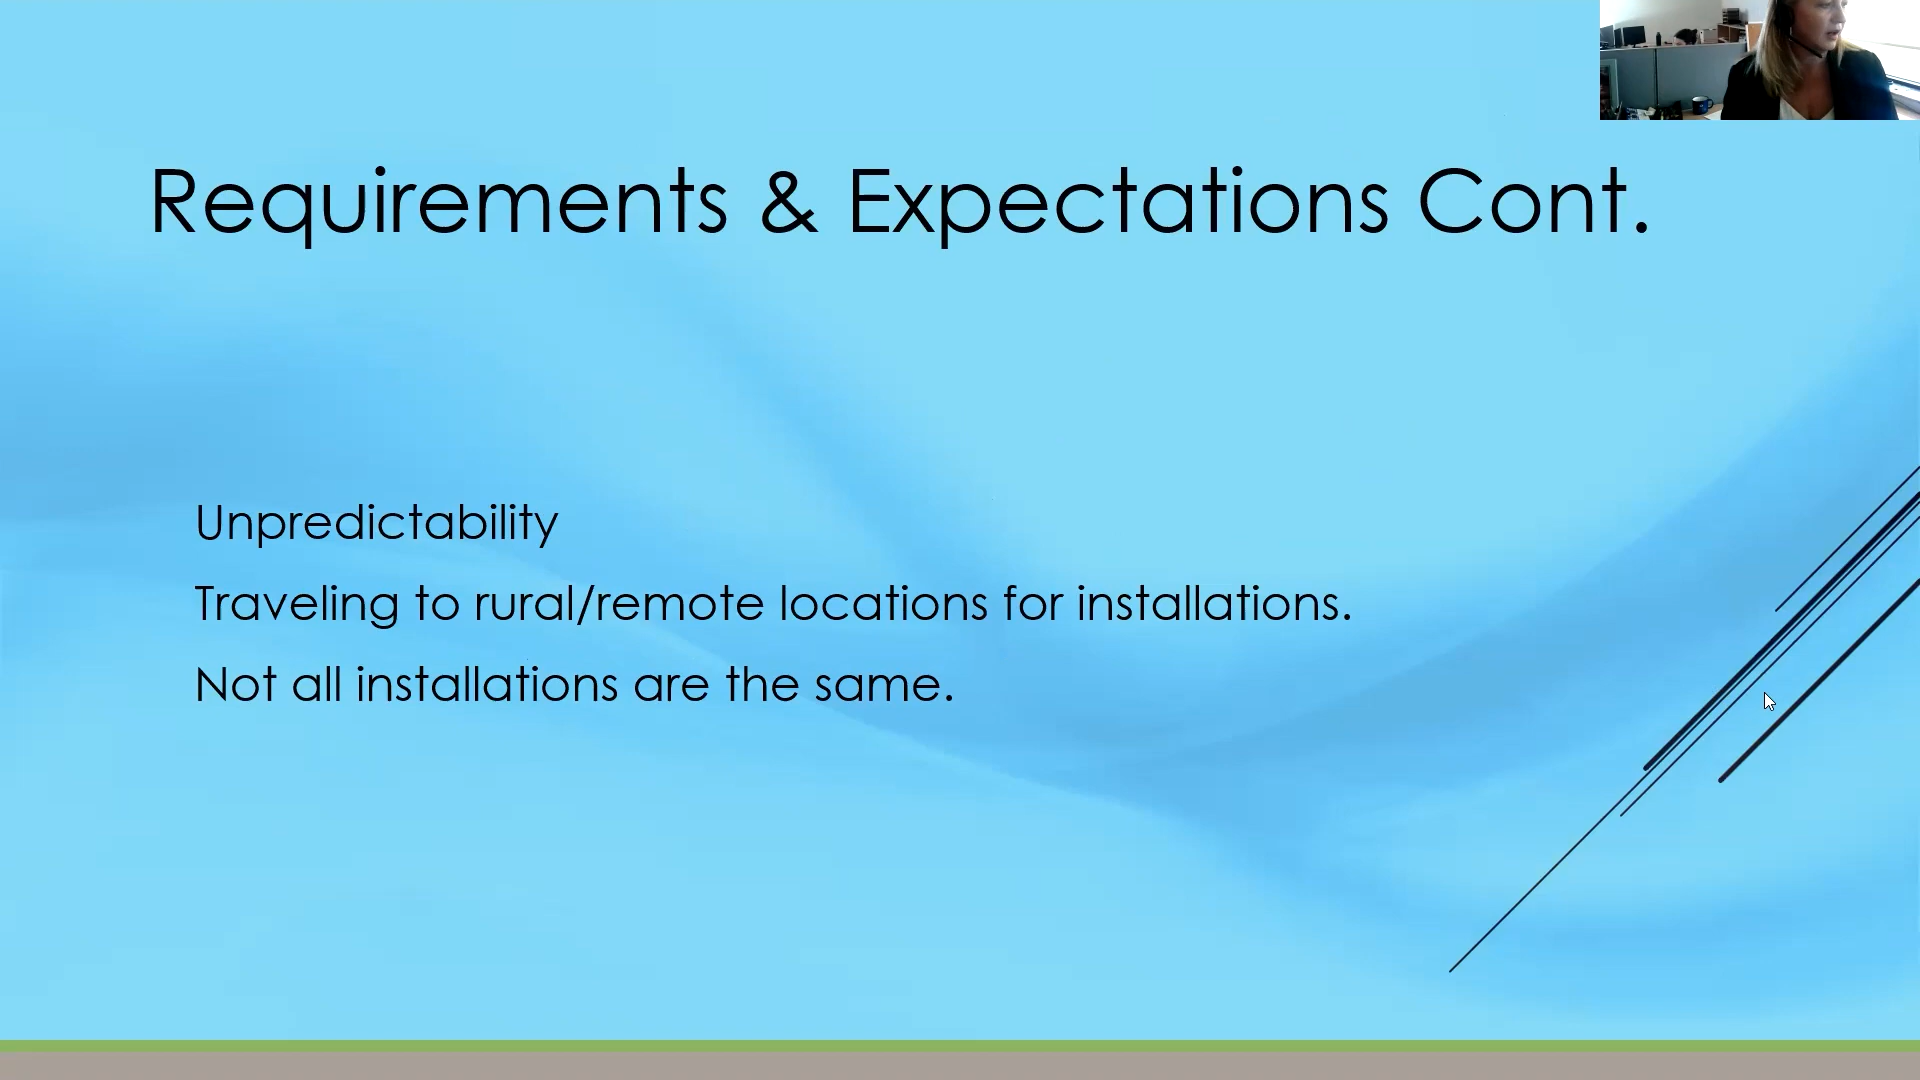 Requirements & Expectations Cont.
Unpredictability
Traveling to rural/remote locations for installations.
Not all installations are the same.